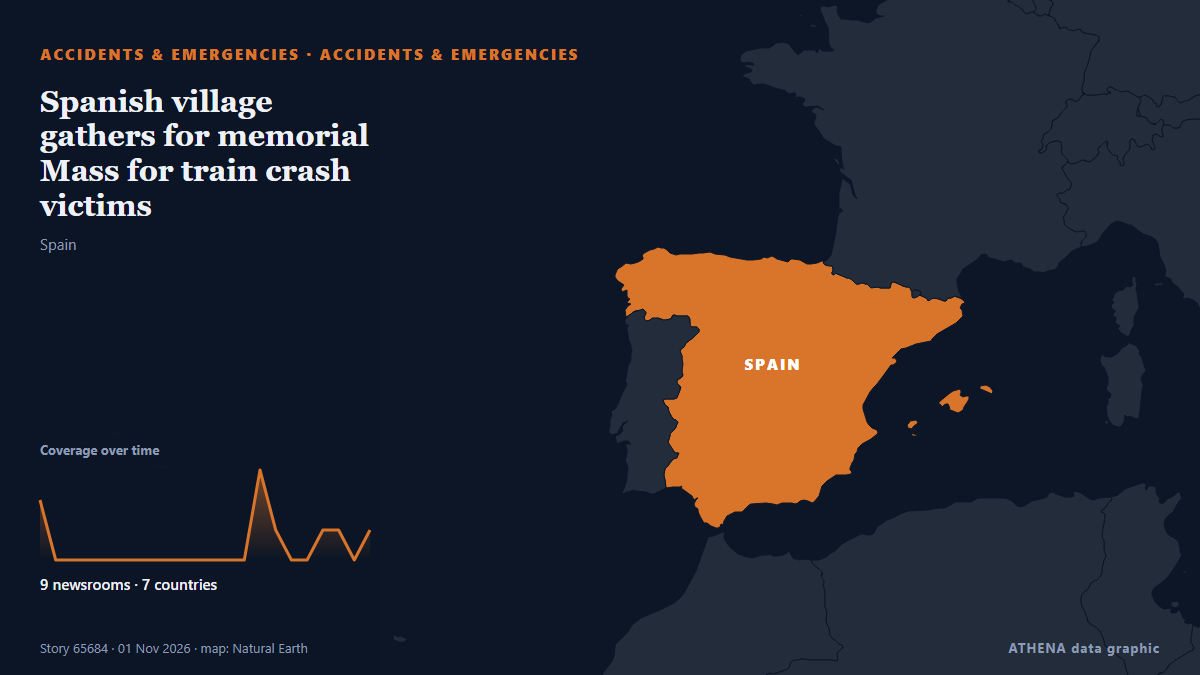 ACCIDENTS & EMERGENCIES · ACCIDENTS & EMERGENCIES
Spanish village
gathers for memorial
Mass for train crash
victims
Spain
SPAIN
Coverage over time
9 newsrooms · 7 countries
Story 65684 · 01 Nov 2026 · map: Natural Earth
ATHENA data graphic